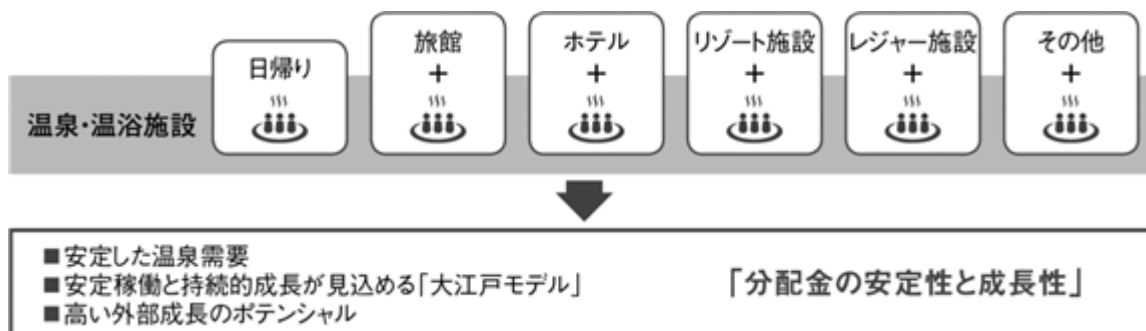 日帰り
旅館
+
ホテル
+
リゾート施設
+
レジャー施設
+
その他
+
温泉・温浴施設
■安定した温泉需要
■安定稼働と持続的成長が見込める「大江戸モデル」
■高い外部成長のポテンシャル
「分配金の安定性と成長性」